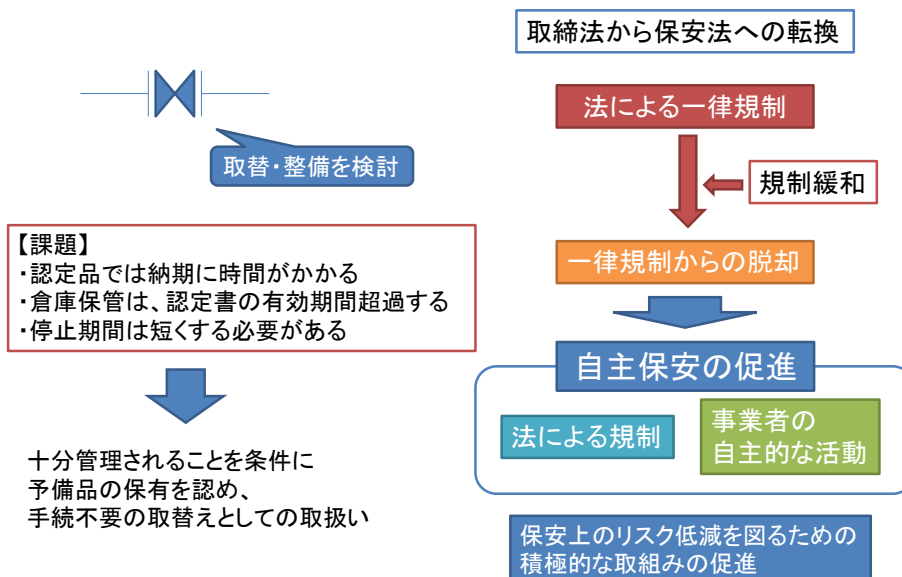 取替・整備を検討
【課題】
・認定品では納期に時間がかかる
・倉庫保管は、認定書の有効期間超過する
・停止期間は短くする必要がある
十分管理されることを条件に
予備品の保有を認め、
手続不要の取替えとしての取扱い
取締法から保安法への転換
法による一律規制
規制緩和
一律規制からの脱却
自主保安の促進
法による規制
事業者の
自主的な活動
保安上のリスク低減を図るための
積極的な取組みの促進